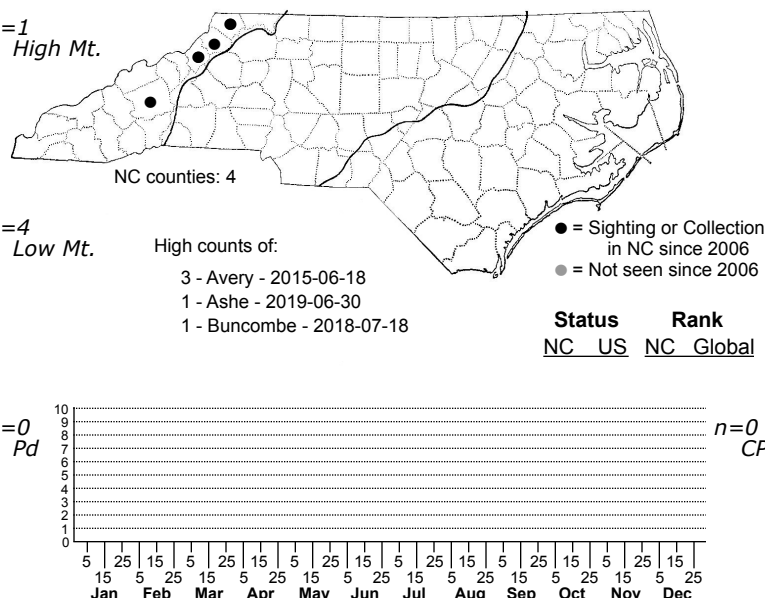 =1
High Mt.
NC counties: 4
=4
Low Mt.
High counts of:
3 - Avery - 2015-06-18
1 - Ashe - 2019-06-30
1 - Buncombe - 2018-07-18
● = Sighting or Collection
in NC since 2006
● = Not seen since 2006
Status Rank
NC US NC Global
=0
Pd
n=0
CP
10
9
8
7
6
5
4
3
2
1
0
5 25 15 5 25 15 5 25 15 5 25 15 5 25 15 5 25 15
15 5 25 15 5 25 15 5 25 15 5 25 15 5 25 15 5 25
Jan Feb Mar Apr May Jun Jul Aug Sep Oct Nov Dec